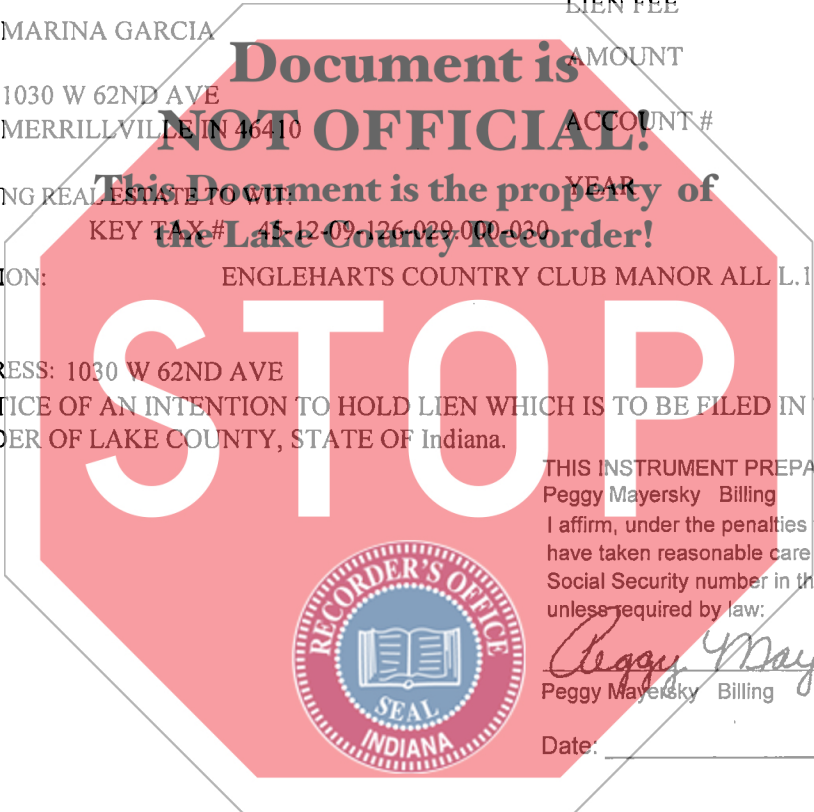 LIEN FEE
MARINA GARCIA
Document is
AMOUNT
1030 W 62ND AVE
NOT OFFICIAL!
MERRILLVILLE IN 46410
ACCOUNT #
This Document is the property of
NG REAL ESTATE TO WIT:
YEAR
KEY TAX # 45-12-09-126-029.000-030
the Lake County Recorder!
ION: ENGLEHARTS COUNTRY CLUB MANOR ALL L.1
STOP
RESS: 1030 W 62ND AVE
TICE OF AN INTENTION TO HOLD LIEN WHICH IS TO BE FILED IN
DER OF LAKE COUNTY, STATE OF Indiana.
THIS INSTRUMENT PREPA
Peggy Mayersky Billing
I affirm, under the penalties
have taken reasonable care
Social Security number in th
unless required by law:
Peggy May
Peggy Mayersky Billing
Date:
RECORDER'S OFFICE
SEAL
INDIANA